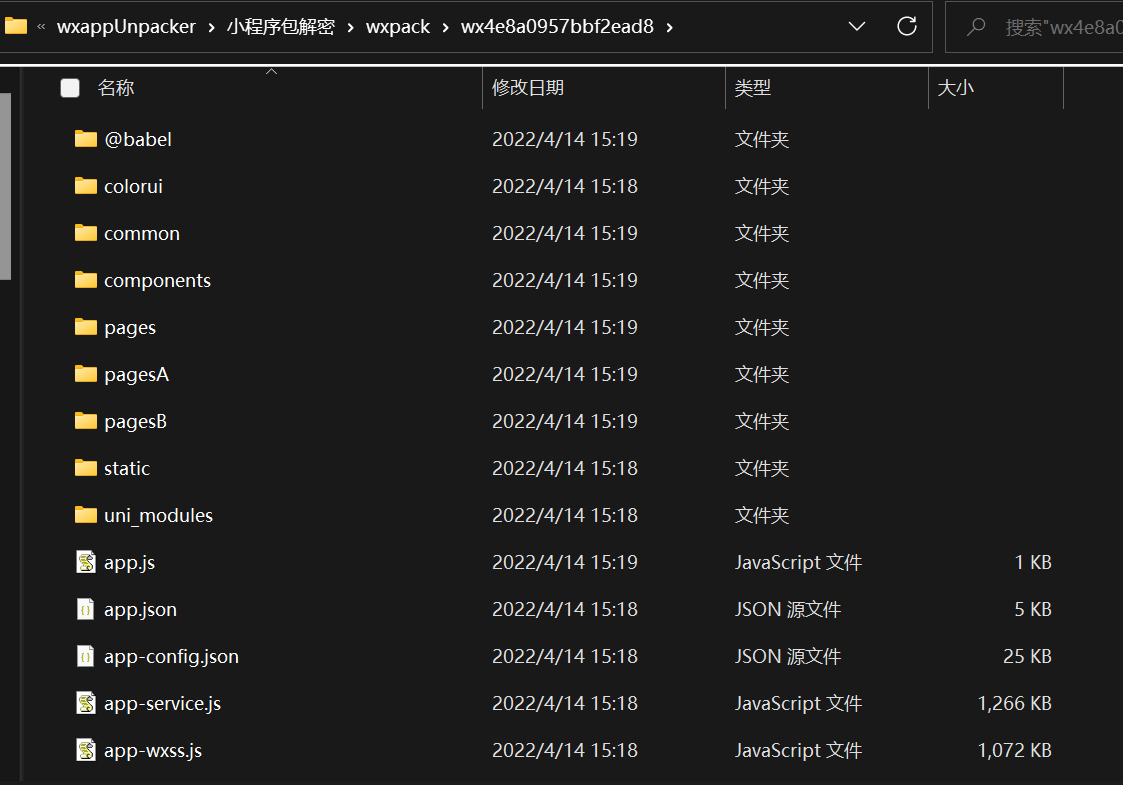 « wxappUnpacker › 小程序包解密 › wxpack › wx4e8a0957bbf2ead8 › 搜索"wx4e8a0
名称 修改日期 类型 大小
@babel 2022/4/14 15:19 文件夹
colorui 2022/4/14 15:18 文件夹
common 2022/4/14 15:19 文件夹
components 2022/4/14 15:19 文件夹
pages 2022/4/14 15:19 文件夹
pagesA 2022/4/14 15:19 文件夹
pagesB 2022/4/14 15:19 文件夹
static 2022/4/14 15:18 文件夹
uni_modules 2022/4/14 15:18 文件夹
app.js 2022/4/14 15:19 JavaScript 文件 1 KB
app.json 2022/4/14 15:18 JSON 源文件 5 KB
app-config.json 2022/4/14 15:18 JSON 源文件 25 KB
app-service.js 2022/4/14 15:18 JavaScript 文件 1,266 KB
app-wxss.js 2022/4/14 15:18 JavaScript 文件 1,072 KB